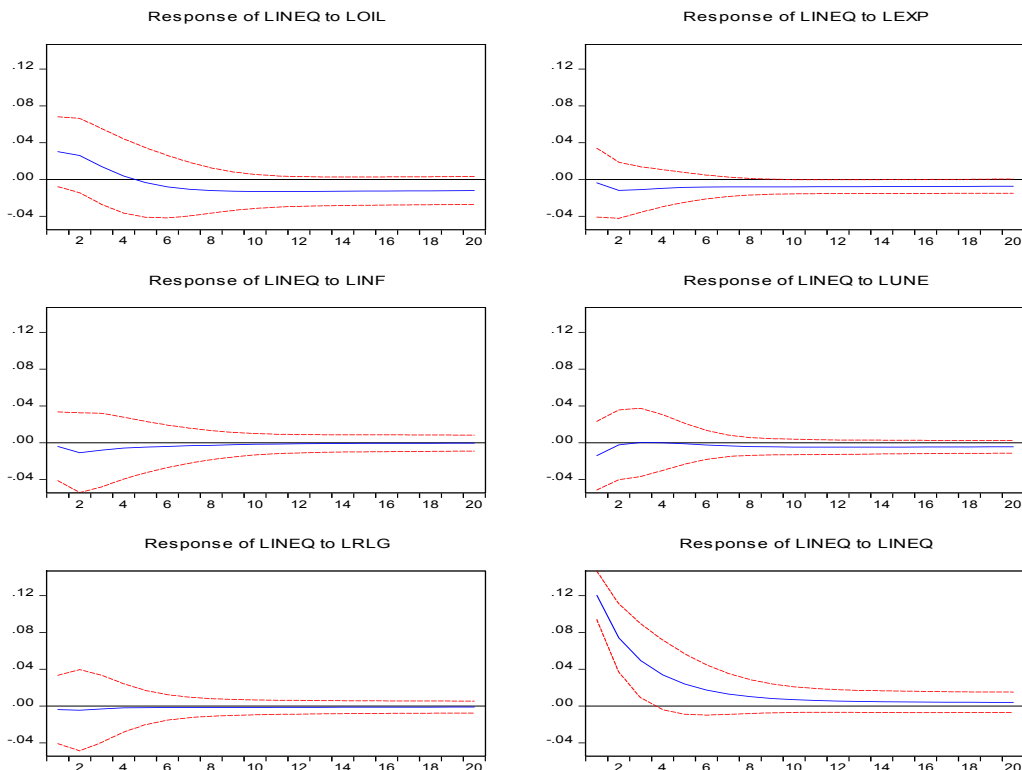 Response of LINEQ to LOIL
.12
.08
.04
.00
-.04
2 4 6 8 10 12 14 16 18 20
Response of LINEQ to LEXP
.12
.08
.04
.00
-.04
2 4 6 8 10 12 14 16 18 20
Response of LINEQ to LINF
.12
.08
.04
.00
-.04
2 4 6 8 10 12 14 16 18 20
Response of LINEQ to LUNE
.12
.08
.04
.00
-.04
2 4 6 8 10 12 14 16 18 20
Response of LINEQ to LRLG
.12
.08
.04
.00
-.04
2 4 6 8 10 12 14 16 18 20
Response of LINEQ to LINEQ
.12
.08
.04
.00
-.04
2 4 6 8 10 12 14 16 18 20